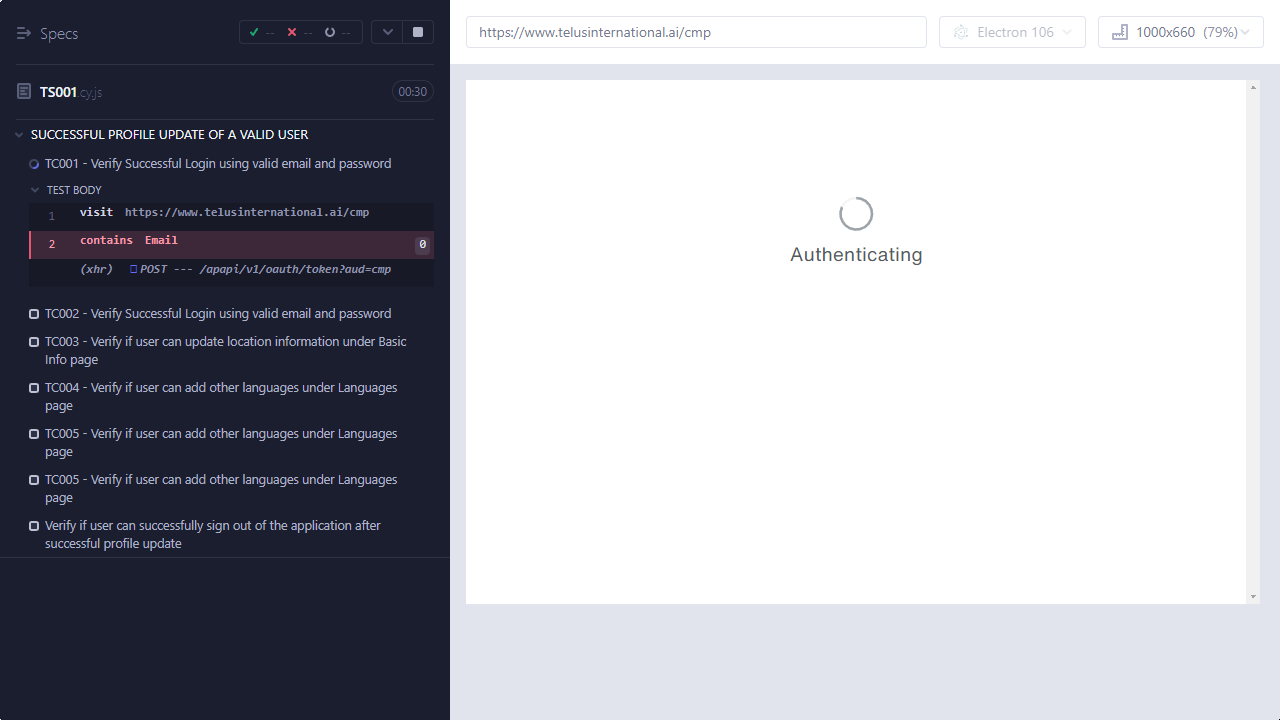 Specs
--
--
--
https://www.telusinternational.ai/cmp
Electron 106
1000x660 (79%)
TS001.cy.js
00:30
SUCCESSFUL PROFILE UPDATE OF A VALID USER
TC001 - Verify Successful Login using valid email and password
TEST BODY
1 visit https://www.telusinternational.ai/cmp
2 contains Email 0
(xhr) POST --- /apapi/v1/oauth/token?aud=cmp
TC002 - Verify Successful Login using valid email and password
TC003 - Verify if user can update location information under Basic
Info page
TC004 - Verify if user can add other languages under Languages
page
TC005 - Verify if user can add other languages under Languages
page
TC005 - Verify if user can add other languages under Languages
page
Verify if user can successfully sign out of the application after
successful profile update
Authenticating